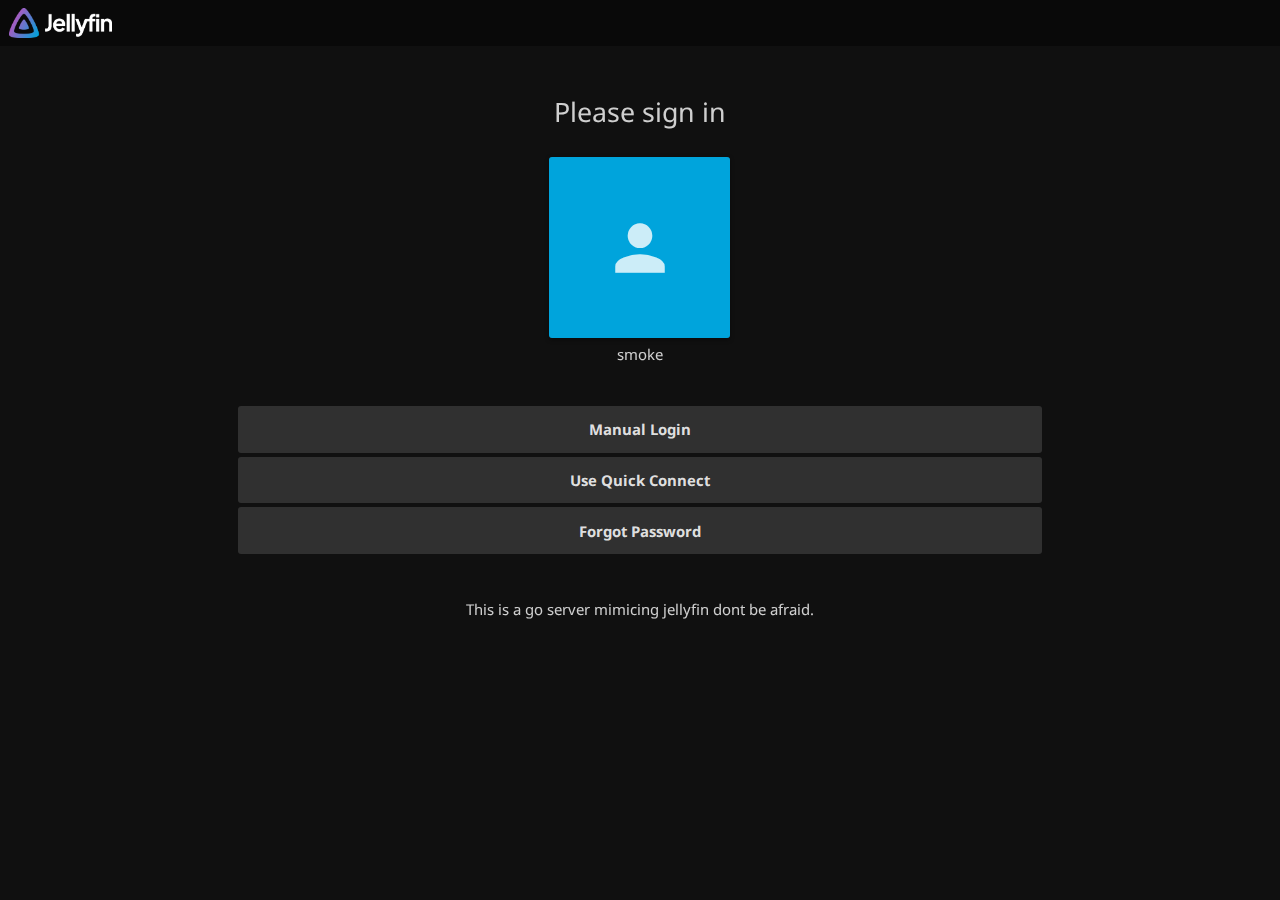 Jellyfin
Please sign in
smoke
Manual Login
Use Quick Connect
Forgot Password
This is a go server mimicing jellyfin dont be afraid.